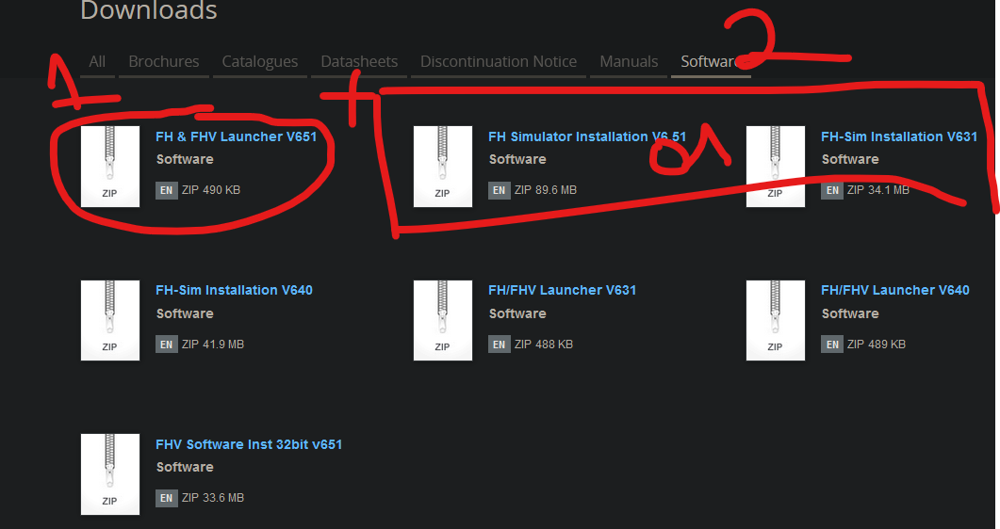 Downloads
All Brochures Catalogues Datasheets Discontinuation Notice Manuals Software
1 + 2
FH & FHV Launcher V651
Software
ZIP
EN ZIP 490 KB
FH Simulator Installation V6.51
Software
ZIP
EN ZIP 89.6 MB
or
FH-Sim Installation V631
Software
ZIP
EN ZIP 34.1 MB
FH-Sim Installation V640
Software
ZIP
EN ZIP 41.9 MB
FH/FHV Launcher V631
Software
ZIP
EN ZIP 488 KB
FH/FHV Launcher V640
Software
ZIP
EN ZIP 489 KB
FHV Software Inst 32bit v651
Software
ZIP
EN ZIP 33.6 MB